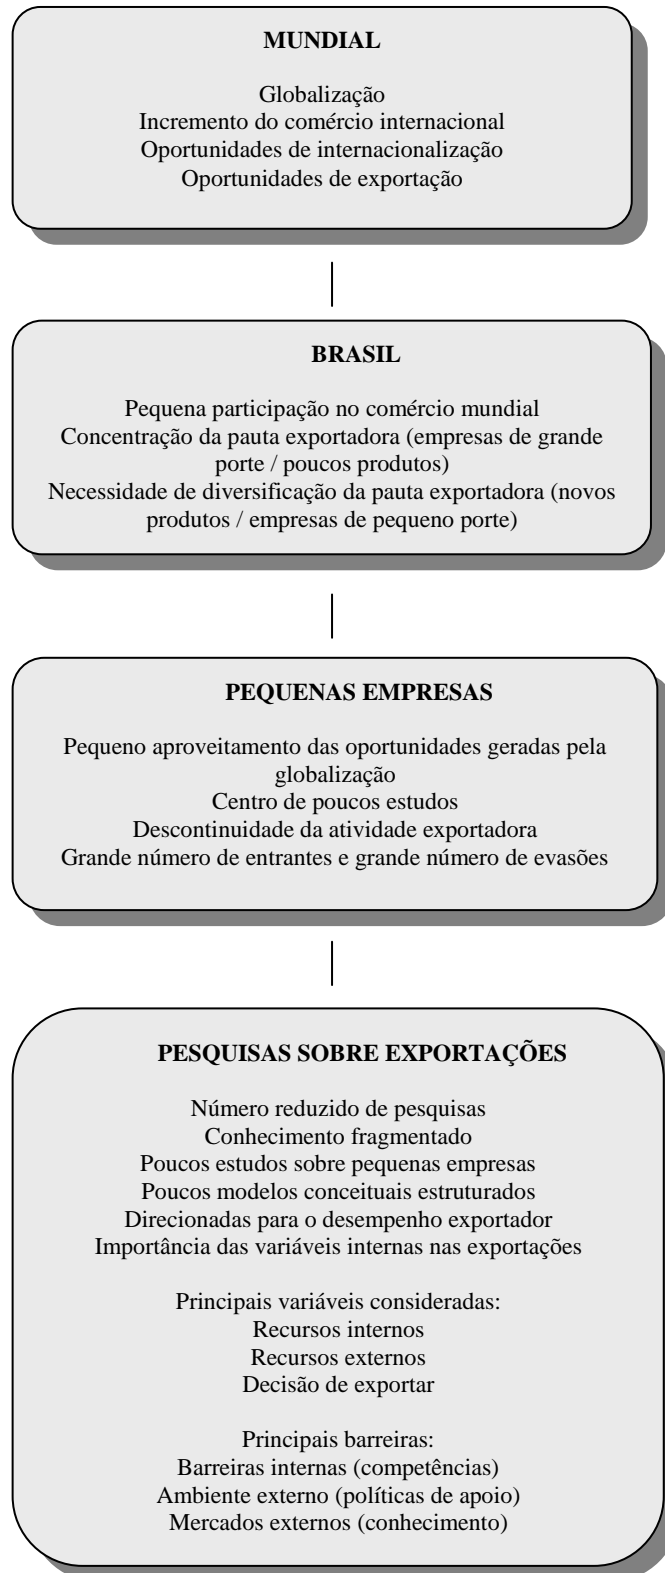 MUNDIAL
Globalização
Incremento do comércio internacional
Oportunidades de internacionalização
Oportunidades de exportação
BRASIL
Pequena participação no comércio mundial
Concentração da pauta exportadora (empresas de grande
porte / poucos produtos)
Necessidade de diversificação da pauta exportadora (novos
produtos / empresas de pequeno porte)
PEQUENAS EMPRESAS
Pequeno aproveitamento das oportunidades geradas pela
globalização
Centro de poucos estudos
Descontinuidade da atividade exportadora
Grande número de entrantes e grande número de evasões
PESQUISAS SOBRE EXPORTAÇÕES
Número reduzido de pesquisas
Conhecimento fragmentado
Poucos estudos sobre pequenas empresas
Poucos modelos conceituais estruturados
Direcionadas para o desempenho exportador
Importância das variáveis internas nas exportações
Principais variáveis consideradas:
Recursos internos
Recursos externos
Decisão de exportar
Principais barreiras:
Barreiras internas (competências)
Ambiente externo (políticas de apoio)
Mercados externos (conhecimento)